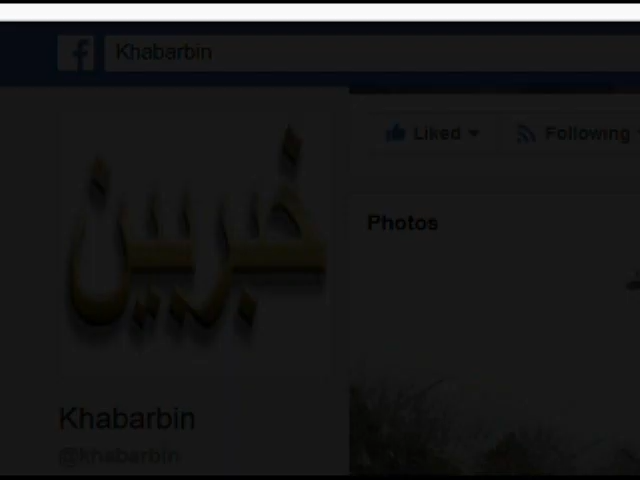 Khabarbin
Liked
Following
خبربین
Photos
Khabarbin
@khabarbin